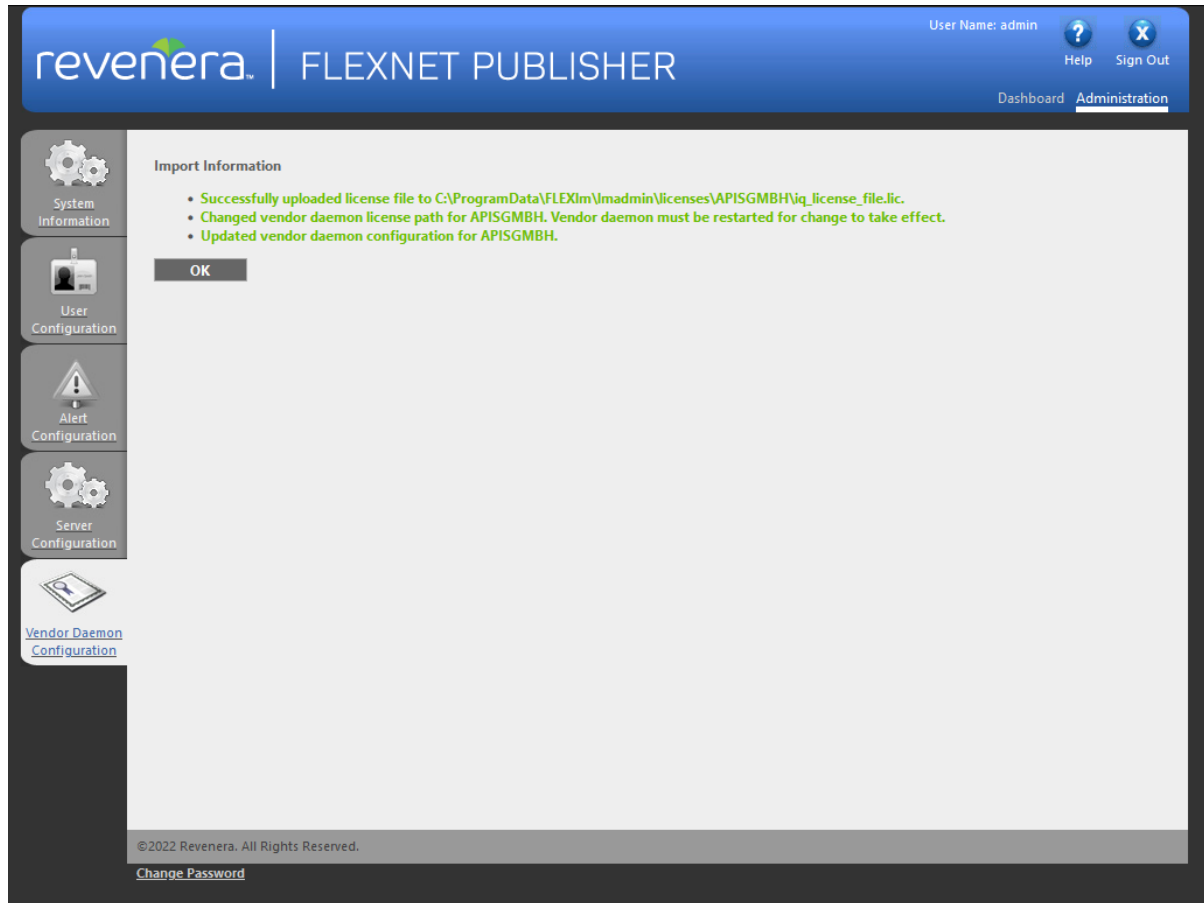 User Name: admin
Help
Sign Out
revenera™
FLEXNET PUBLISHER
Dashboard
Administration
System
Information
User
Configuration
Alert
Configuration
Server
Configuration
Vendor Daemon
Configuration
Import Information
• Successfully uploaded license file to C:\ProgramData\FLEXlm\lmadmin\licenses\APISGMBH\iq_license_file.lic.
• Changed vendor daemon license path for APISGMBH. Vendor daemon must be restarted for change to take effect.
• Updated vendor daemon configuration for APISGMBH.
OK
©2022 Revenera. All Rights Reserved.
Change Password